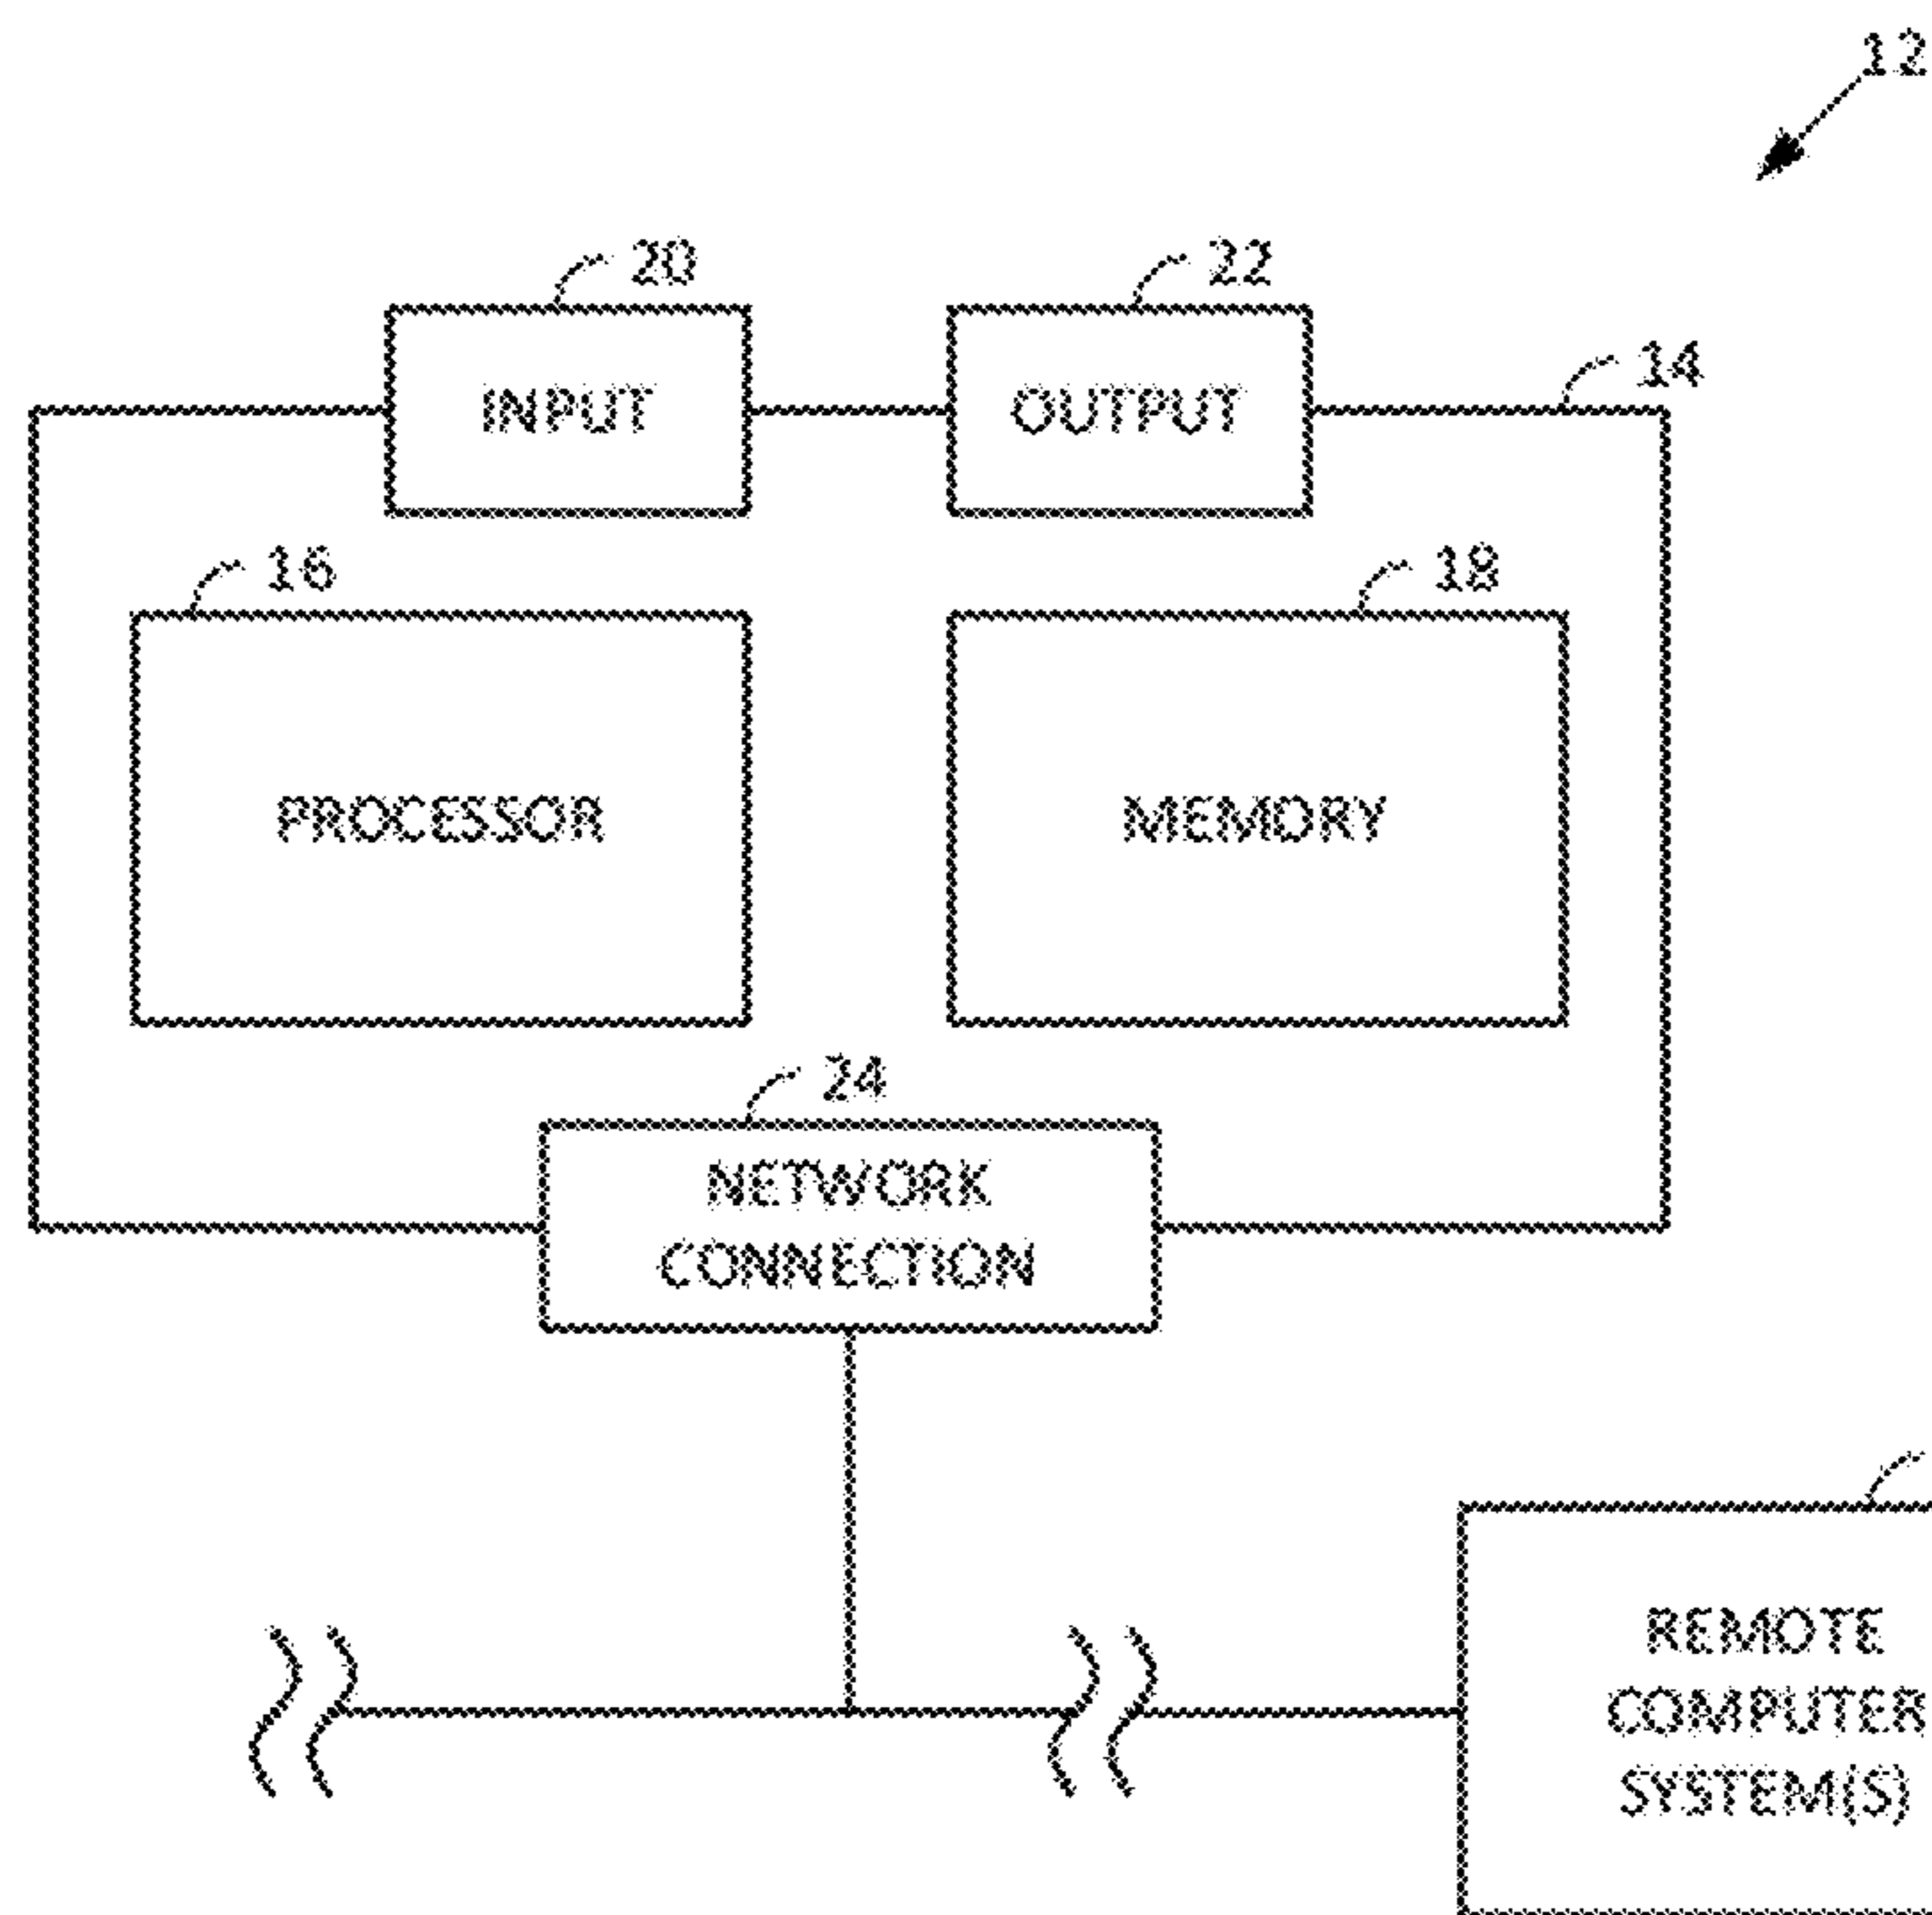 12
20
22
14
INPUT
OUTPUT
16
18
PROCESSOR
MEMORY
24
NETWORK
CONNECTION
REMOTE
COMPUTER
SYSTEM(S)